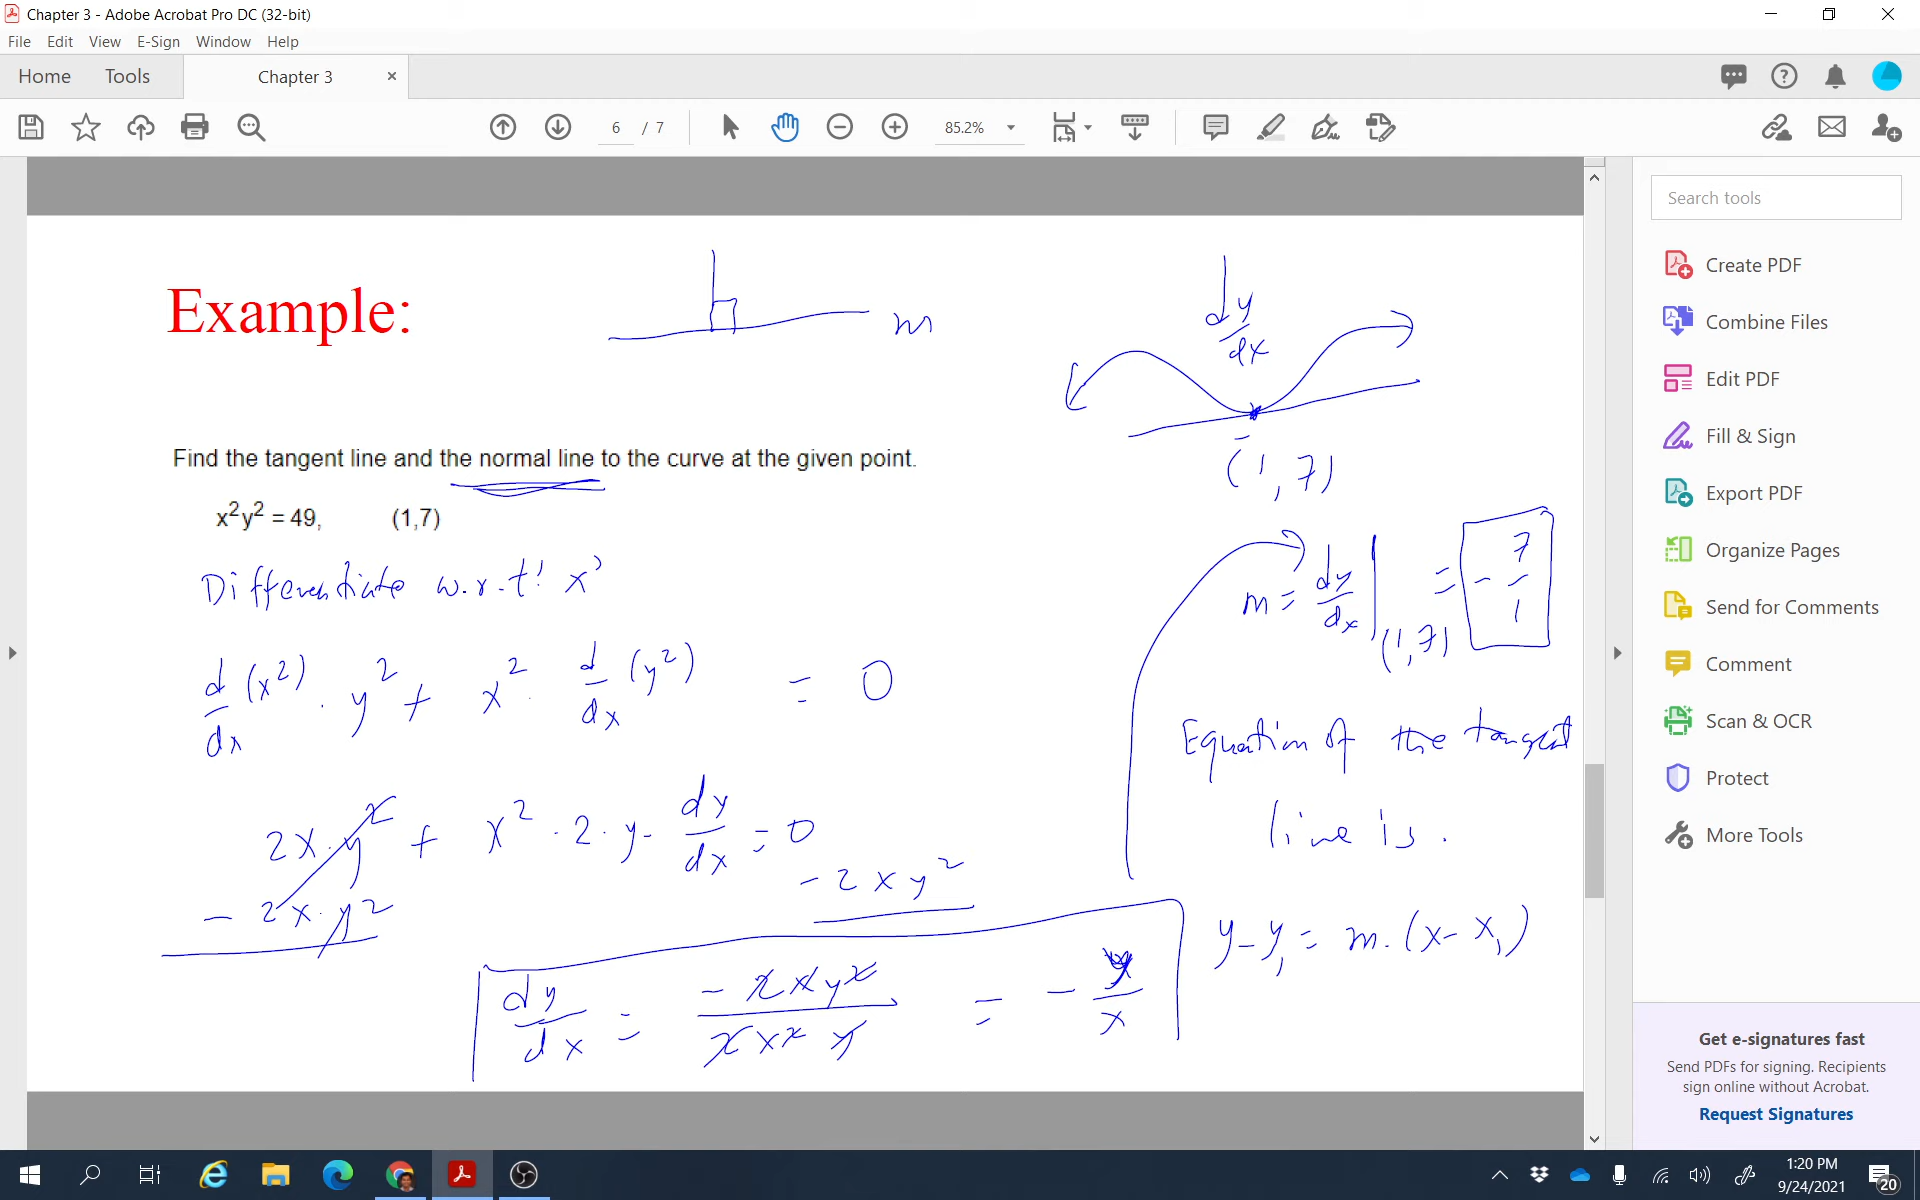 Chapter 3 - Adobe Acrobat Pro DC (32-bit)
File Edit View E-Sign Window Help
Home Tools Chapter 3 ×
6 / 7 85.2%
Search tools
Create PDF
Combine Files
Edit PDF
Fill & Sign
Export PDF
Organize Pages
Send for Comments
Comment
Scan & OCR
Protect
More Tools
Get e-signatures fast
Send PDFs for signing. Recipients
sign online without Acrobat.
Request Signatures
Example:
m
dy/dx
(1, 7)
Find the tangent line and the normal line to the curve at the given point.
x²y² = 49, (1,7)
Differentiate w.r.t 'x'
d/dx (x²) · y² + x² · d/dx (y²) = 0
2x · y² + x² · 2 · y · dy/dx = 0
- 2x · y² - 2xy²
dy/dx = -2xy²/2x²y = - y/x
m = dy/dx |(1,7) = - 7/1
Equation of the tangent
line is.
y - y₁ = m · (x - x₁)
1:20 PM
9/24/2021
20